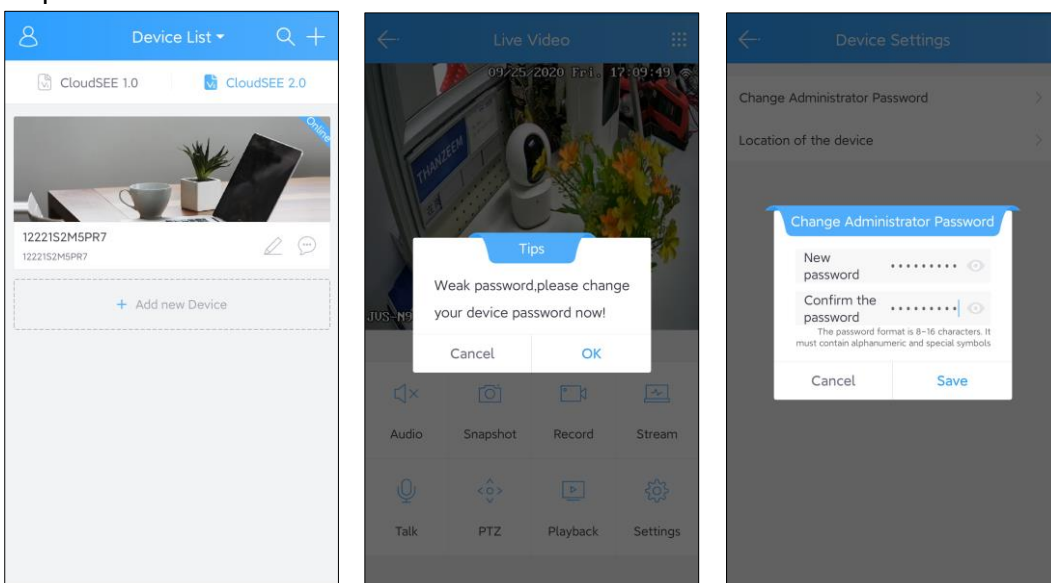 Device List
CloudSEE 1.0
CloudSEE 2.0
Online
12221S2M5PR7
12221S2M5PR7
+ Add new Device
Live Video
09/25/2020 Fri. 17:09:49
THANZEEM
Tips
Weak password,please change
your device password now!
JVS-N9
Cancel
OK
Audio
Snapshot
Record
Stream
Talk
PTZ
Playback
Settings
Device Settings
Change Administrator Password
Location of the device
Change Administrator Password
New
password
Confirm the
password
The password format is 8-16 characters. It
must contain alphanumeric and special symbols
Cancel
Save